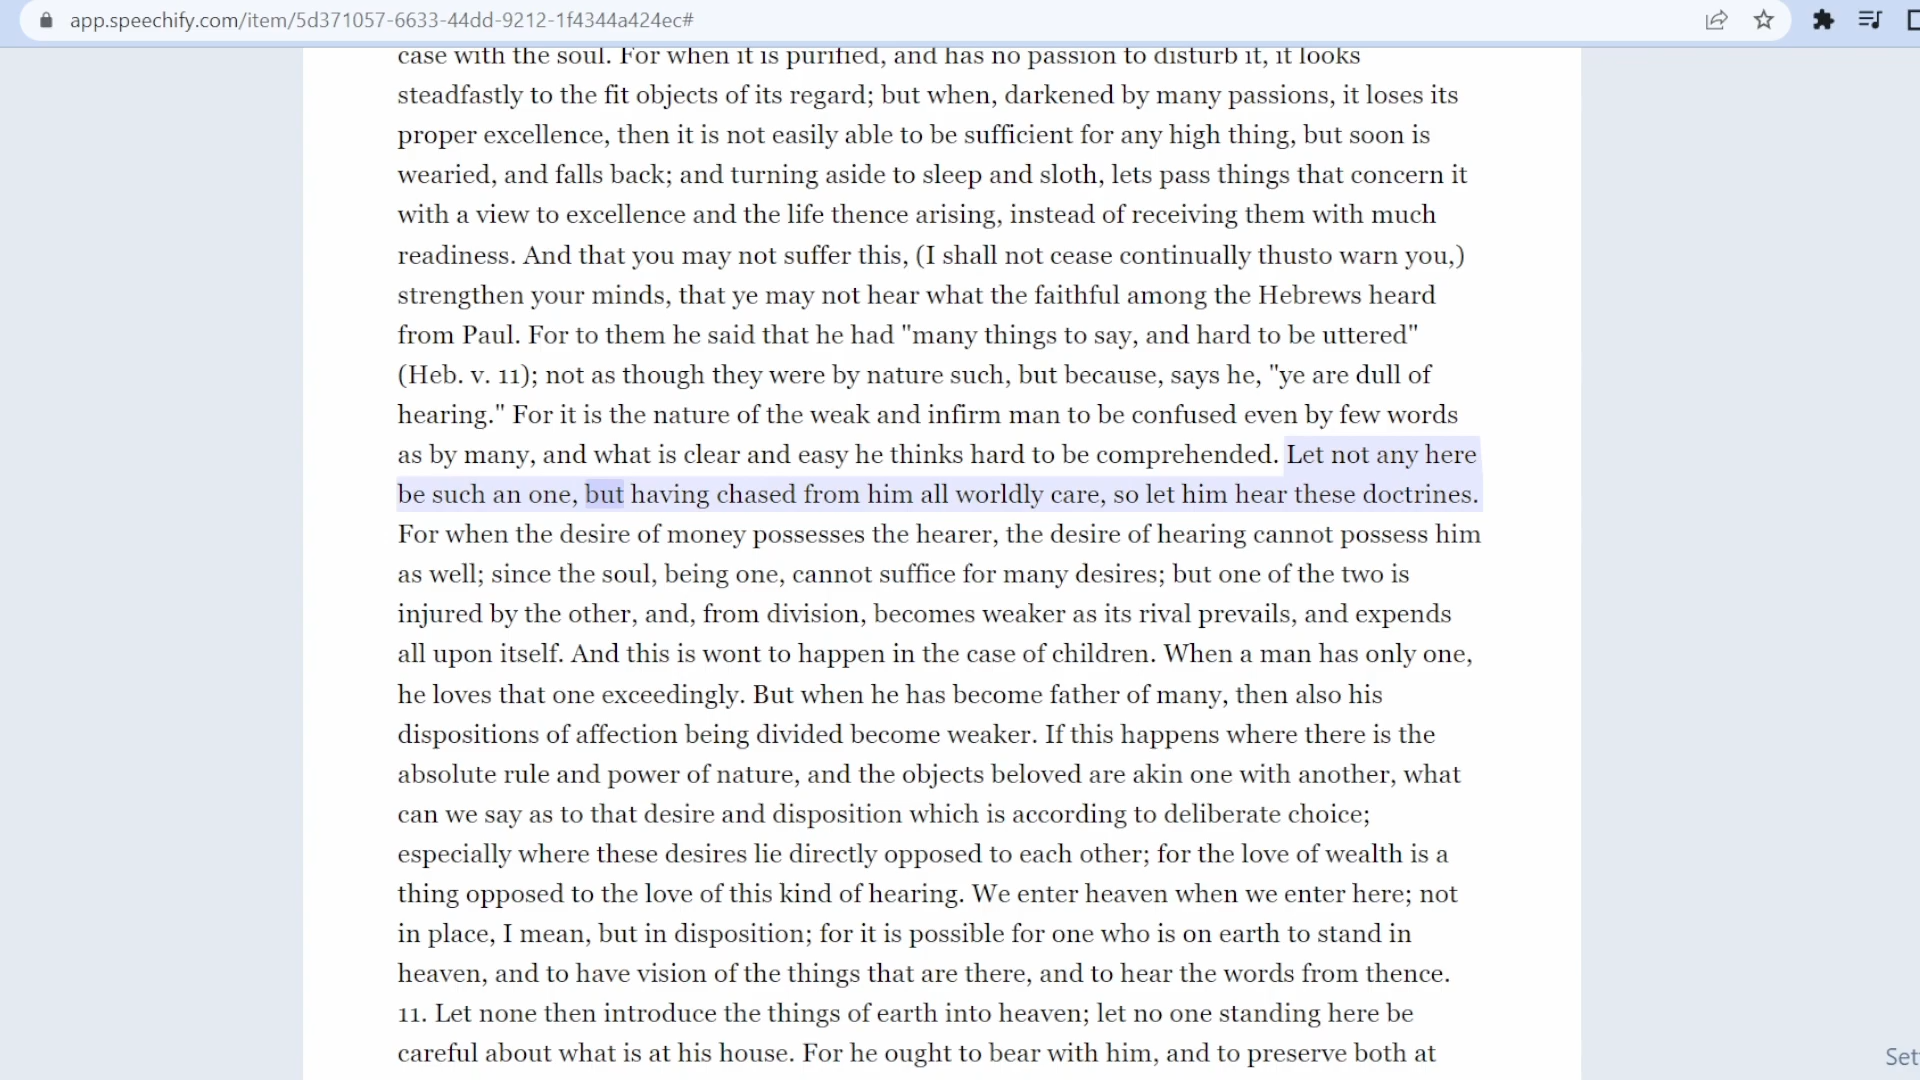 app.speechify.com/item/5d371057-6633-44dd-9212-1f4344a424ec#
case with the soul. For when it is purified, and has no passion to disturb it, it looks
steadfastly to the fit objects of its regard; but when, darkened by many passions, it loses its
proper excellence, then it is not easily able to be sufficient for any high thing, but soon is
wearied, and falls back; and turning aside to sleep and sloth, lets pass things that concern it
with a view to excellence and the life thence arising, instead of receiving them with much
readiness. And that you may not suffer this, (I shall not cease continually thusto warn you,)
strengthen your minds, that ye may not hear what the faithful among the Hebrews heard
from Paul. For to them he said that he had "many things to say, and hard to be uttered"
(Heb. v. 11); not as though they were by nature such, but because, says he, "ye are dull of
hearing." For it is the nature of the weak and infirm man to be confused even by few words
as by many, and what is clear and easy he thinks hard to be comprehended. Let not any here
be such an one, but having chased from him all worldly care, so let him hear these doctrines.
For when the desire of money possesses the hearer, the desire of hearing cannot possess him
as well; since the soul, being one, cannot suffice for many desires; but one of the two is
injured by the other, and, from division, becomes weaker as its rival prevails, and expends
all upon itself. And this is wont to happen in the case of children. When a man has only one,
he loves that one exceedingly. But when he has become father of many, then also his
dispositions of affection being divided become weaker. If this happens where there is the
absolute rule and power of nature, and the objects beloved are akin one with another, what
can we say as to that desire and disposition which is according to deliberate choice;
especially where these desires lie directly opposed to each other; for the love of wealth is a
thing opposed to the love of this kind of hearing. We enter heaven when we enter here; not
in place, I mean, but in disposition; for it is possible for one who is on earth to stand in
heaven, and to have vision of the things that are there, and to hear the words from thence.
11. Let none then introduce the things of earth into heaven; let no one standing here be
careful about what is at his house. For he ought to bear with him, and to preserve both at